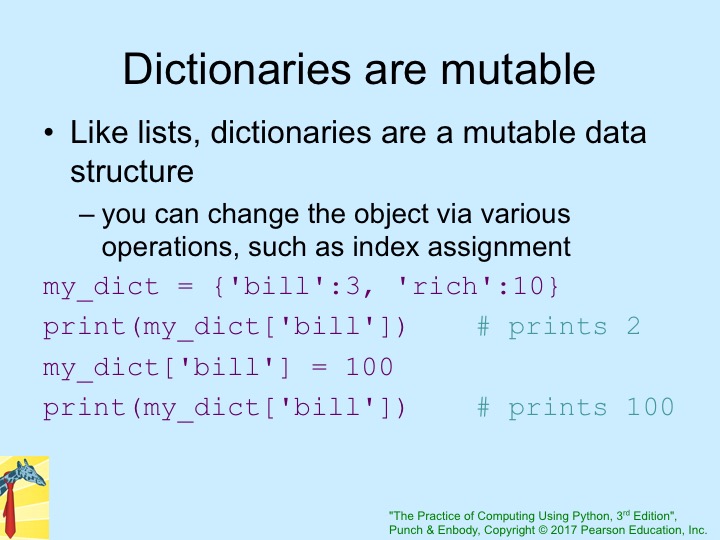 Dictionaries are mutable
• Like lists, dictionaries are a mutable data
structure
– you can change the object via various
operations, such as index assignment
my_dict = {'bill':3, 'rich':10}
print(my_dict['bill'])    # prints 2
my_dict['bill'] = 100
print(my_dict['bill'])    # prints 100
"The Practice of Computing Using Python, 3rd Edition",
Punch & Enbody, Copyright © 2017 Pearson Education, Inc.